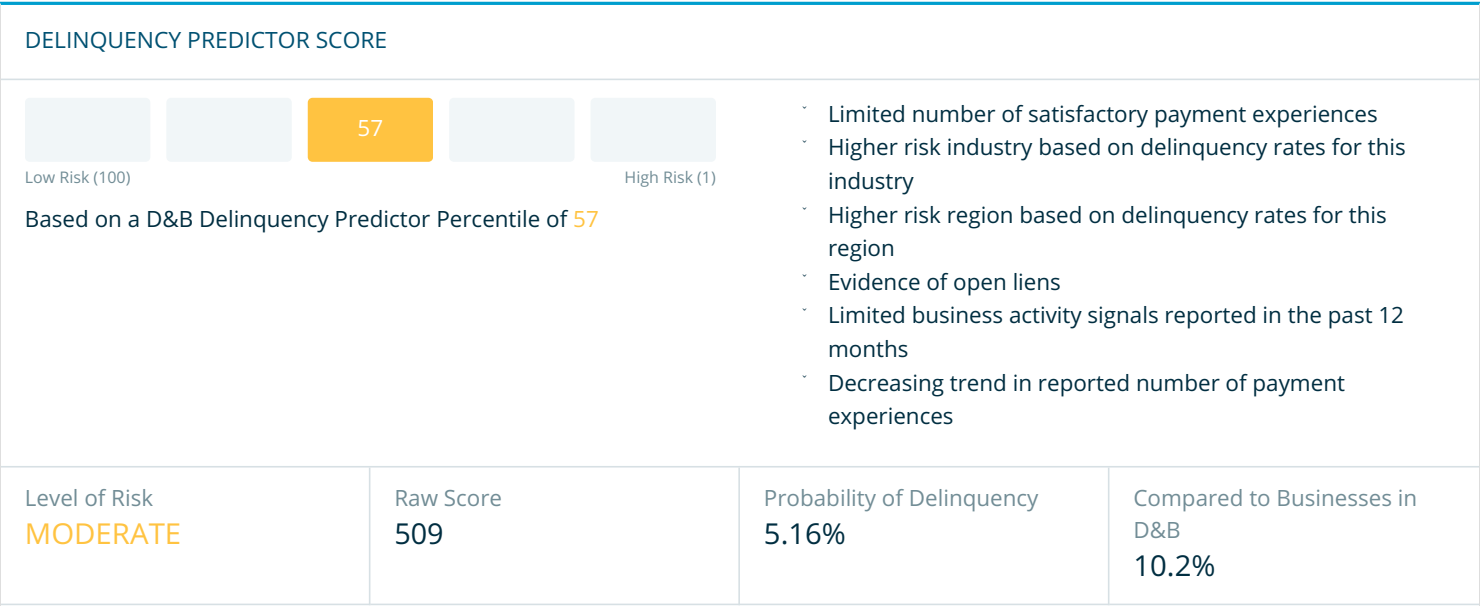 DELINQUENCY PREDICTOR SCORE
57
Low Risk (100)
High Risk (1)
Based on a D&B Delinquency Predictor Percentile of 57
Limited number of satisfactory payment experiences
Higher risk industry based on delinquency rates for this
industry
Higher risk region based on delinquency rates for this
region
Evidence of open liens
Limited business activity signals reported in the past 12
months
Decreasing trend in reported number of payment
experiences
Level of Risk
MODERATE
Raw Score
509
Probability of Delinquency
5.16%
Compared to Businesses in
D&B
10.2%